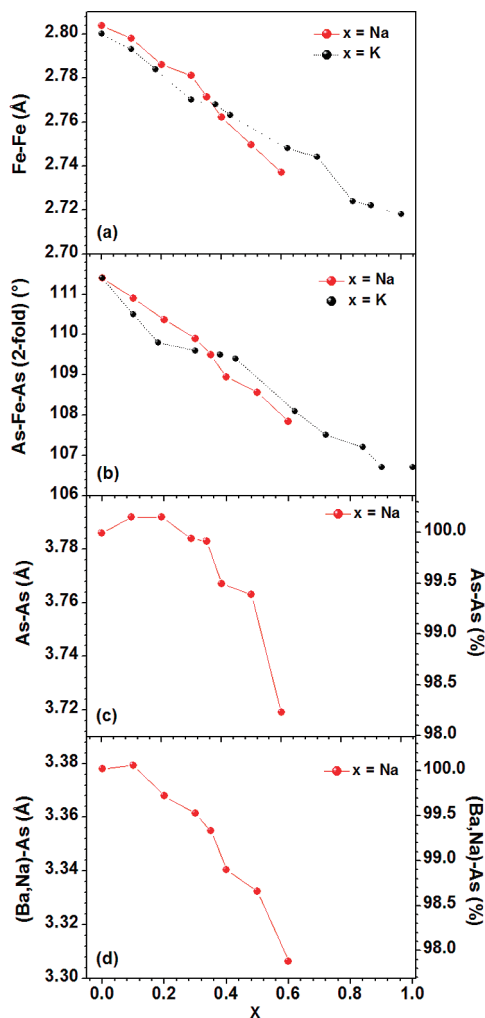 2.80
2.78
2.76
2.74
2.72
2.70
Fe-Fe (Å)
x = Na
x = K
(a)
111
110
109
108
107
106
As-Fe-As (2-fold) (°)
x = Na
x = K
(b)
3.78
3.76
3.74
3.72
As-As (Å)
x = Na
100.0
99.5
99.0
98.5
98.0
As-As (%)
(c)
3.38
3.36
3.34
3.32
3.30
(Ba,Na)-As (Å)
x = Na
100.0
99.5
99.0
98.5
98.0
(Ba,Na)-As (%)
(d)
0.0 0.2 0.4 0.6 0.8 1.0
X